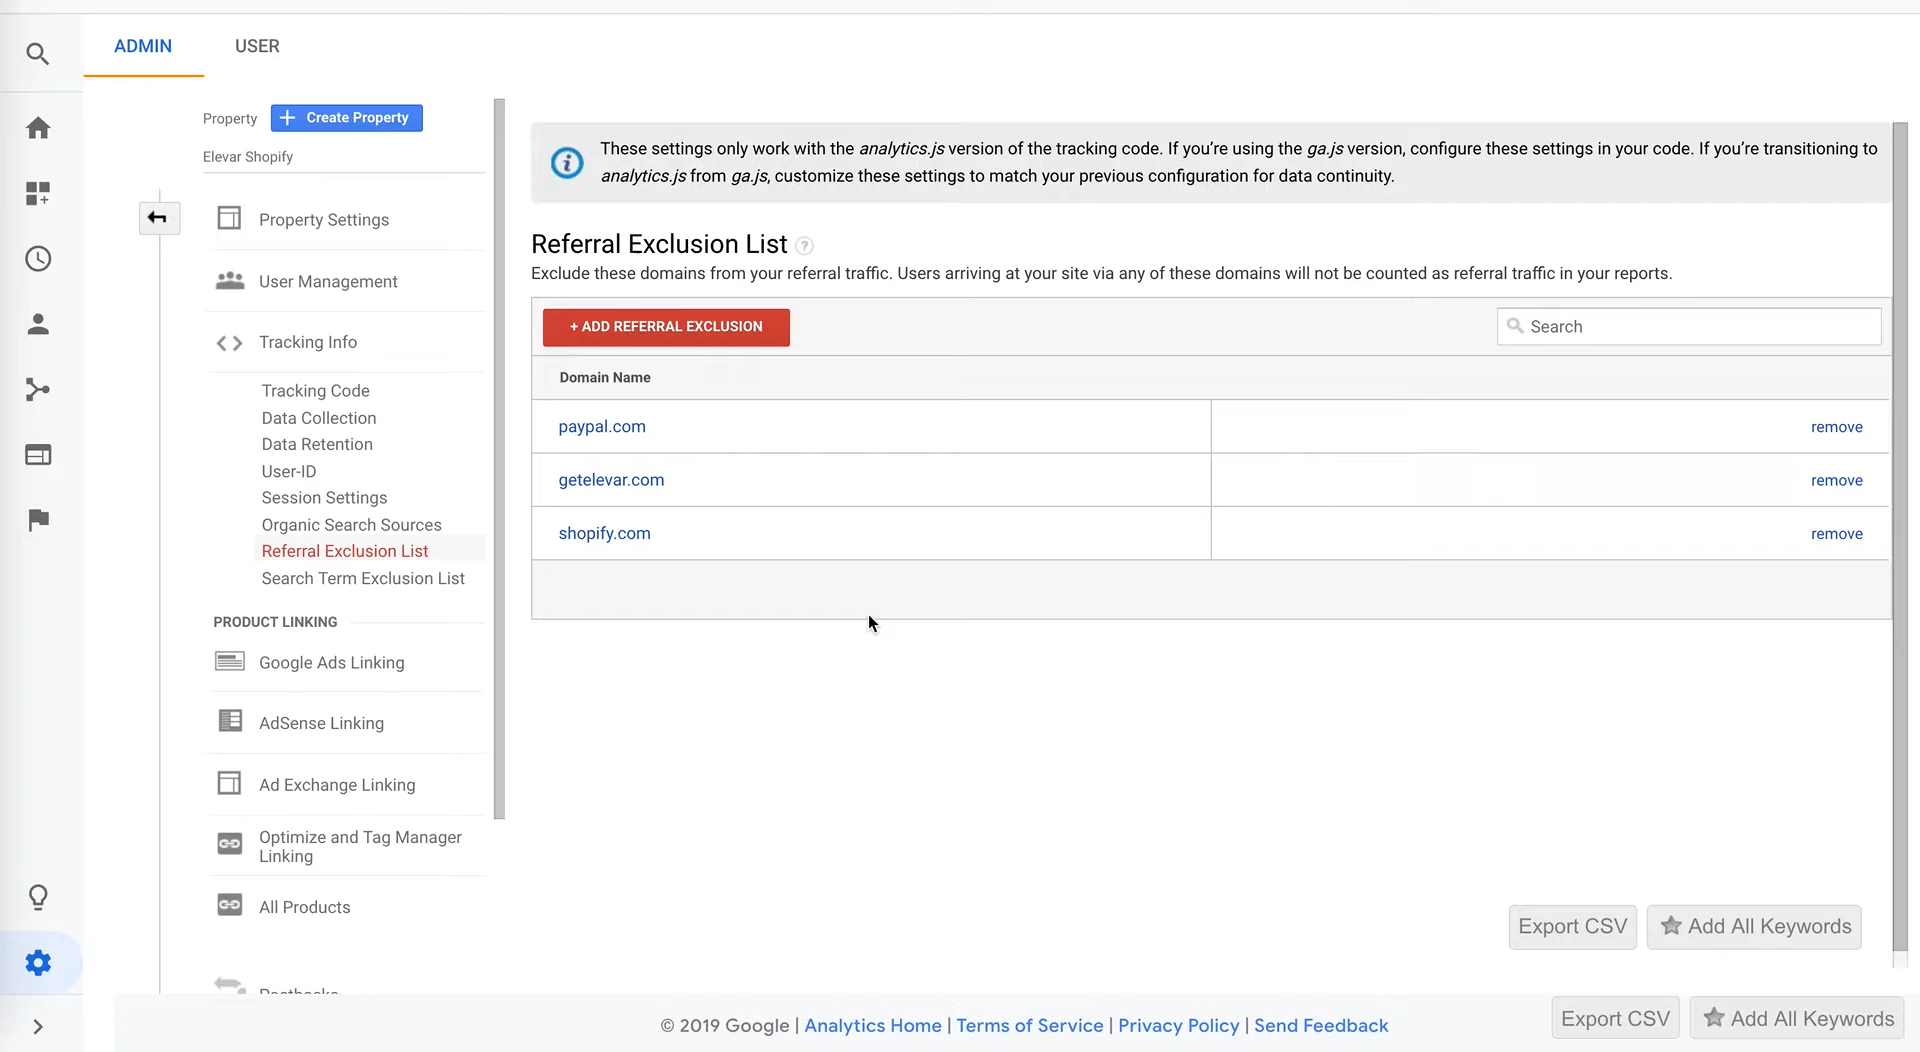 ADMIN
USER
Property
Create Property
Elevar Shopify
Property Settings
User Management
Tracking Info
Tracking Code
Data Collection
Data Retention
User-ID
Session Settings
Organic Search Sources
Referral Exclusion List
Search Term Exclusion List
PRODUCT LINKING
Google Ads Linking
AdSense Linking
Ad Exchange Linking
Optimize and Tag Manager
Linking
All Products
These settings only work with the analytics.js version of the tracking code. If you're using the ga.js version, configure these settings in your code. If you're transitioning to
analytics.js from ga.js, customize these settings to match your previous configuration for data continuity.
Referral Exclusion List ?
Exclude these domains from your referral traffic. Users arriving at your site via any of these domains will not be counted as referral traffic in your reports.
+ ADD REFERRAL EXCLUSION
Search
Domain Name
paypal.com remove
getelevar.com remove
shopify.com remove
Export CSV
Add All Keywords
© 2019 Google | Analytics Home | Terms of Service | Privacy Policy | Send Feedback
Export CSV
Add All Keywords